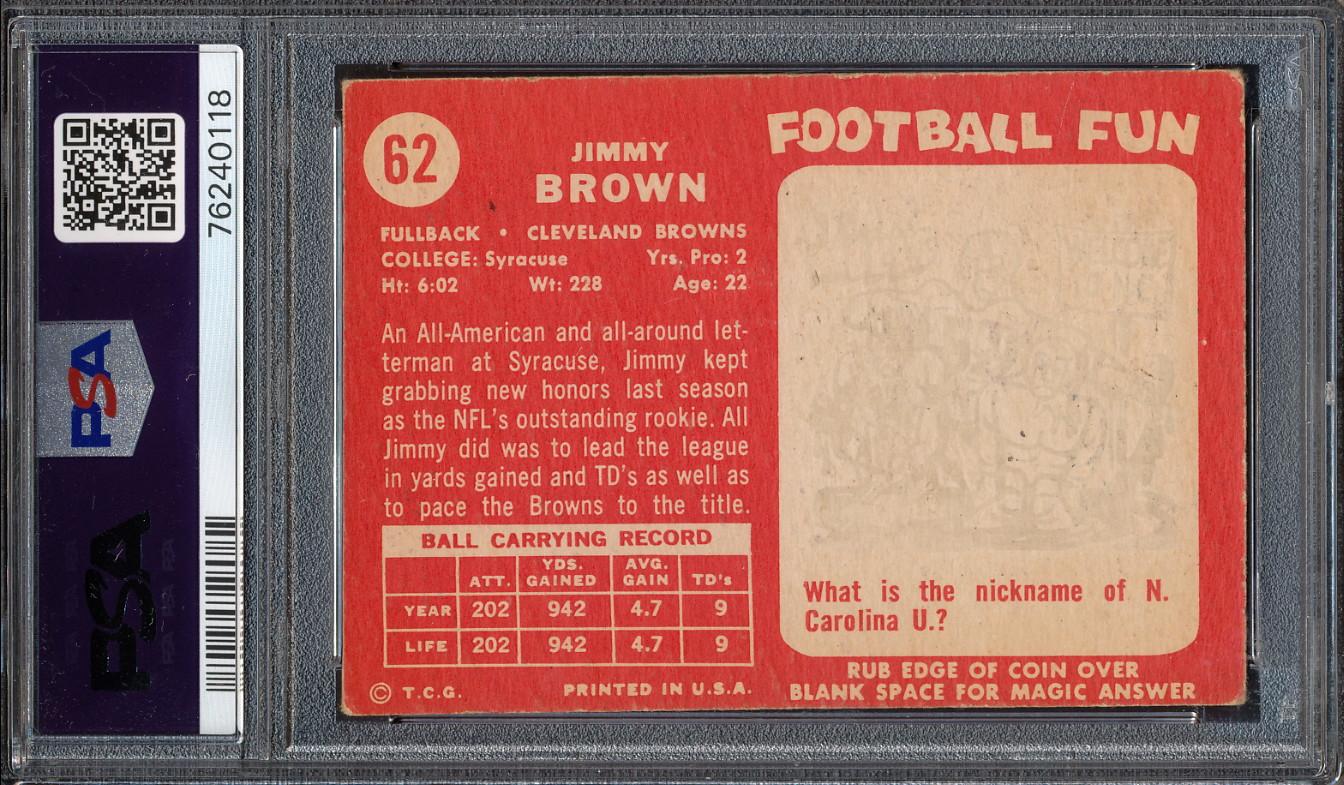 76240118
PSA
PSA
62
JIMMY
BROWN
FULLBACK • CLEVELAND BROWNS
COLLEGE: Syracuse Yrs. Pro: 2
Ht: 6:02 Wt: 228 Age: 22
An All-American and all-around let-
terman at Syracuse, Jimmy kept
grabbing new honors last season
as the NFL's outstanding rookie. All
Jimmy did was to lead the league
in yards gained and TD's as well as
to pace the Browns to the title.
BALL CARRYING RECORD
ATT. YDS. GAINED AVG. GAIN TD's
YEAR 202 942 4.7 9
LIFE 202 942 4.7 9
© T.C.G. PRINTED IN U.S.A.
FOOTBALL FUN
What is the nickname of N.
Carolina U.?
RUB EDGE OF COIN OVER
BLANK SPACE FOR MAGIC ANSWER